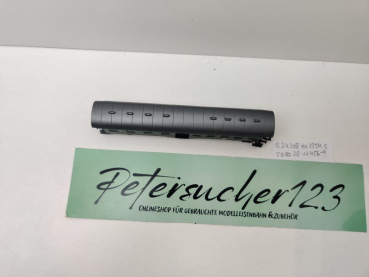 Petersucher123
ONLINESHOP FÜR GEBRAUCHTE MODELLEISENBAHN &ZUBEHÖR